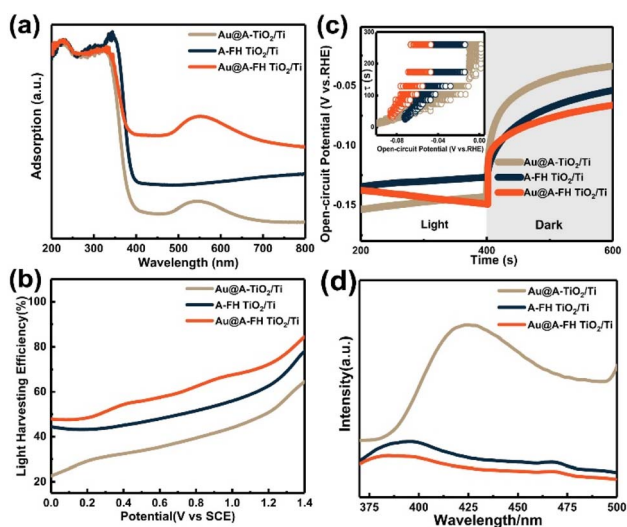 (a)
Au@A-TiO2/Ti
A-FH TiO2/Ti
Au@A-FH TiO2/Ti
Adsorption (a.u.)
200 300 400 500 600 700 800
Wavelength (nm)
(c)
Open-circuit Potential (V vs.RHE)
-0.05
-0.10
-0.15
τ (s)
300
200
100
0
-0.08 -0.04 0.00
Open-circuit Potential (V vs.RHE)
Au@A-TiO2/Ti
A-FH TiO2/Ti
Au@A-FH TiO2/Ti
Light
Dark
200 400 600
Time (s)
(b)
Au@A-TiO2/Ti
A-FH TiO2/Ti
Au@A-FH TiO2/Ti
Light Harvesting Efficiency(%)
100
80
60
40
20
0.0 0.2 0.4 0.6 0.8 1.0 1.2 1.4
Potential(V vs SCE)
(d)
Au@A-TiO2/Ti
A-FH TiO2/Ti
Au@A-FH TiO2/Ti
Intensity(a.u.)
375 400 425 450 475 500
Wavelength/nm